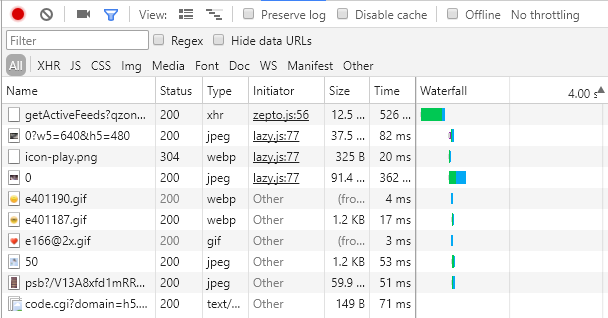 View: Preserve log Disable cache Offline No throttling
Filter Regex Hide data URLs
All XHR JS CSS Img Media Font Doc WS Manifest Other
Name Status Type Initiator Size Time Waterfall 4.00 s
getActiveFeeds?qzon... 200 xhr zepto.js:56 12.5 ... 526 ...
0?w5=640&h5=480 200 jpeg lazy.js:77 37.5 ... 82 ms
icon-play.png 304 webp lazy.js:77 325 B 20 ms
0 200 jpeg lazy.js:77 91.4 ... 362 ...
e401190.gif 200 webp Other (fro... 4 ms
e401187.gif 200 webp Other 1.2 KB 17 ms
e166@2x.gif 200 gif Other (fro... 3 ms
50 200 jpeg Other 1.2 KB 53 ms
psb?/V13A8xfd1mRR... 200 jpeg Other 59.9 ... 51 ms
code.cgi?domain=h5.... 200 text/... Other 149 B 71 ms